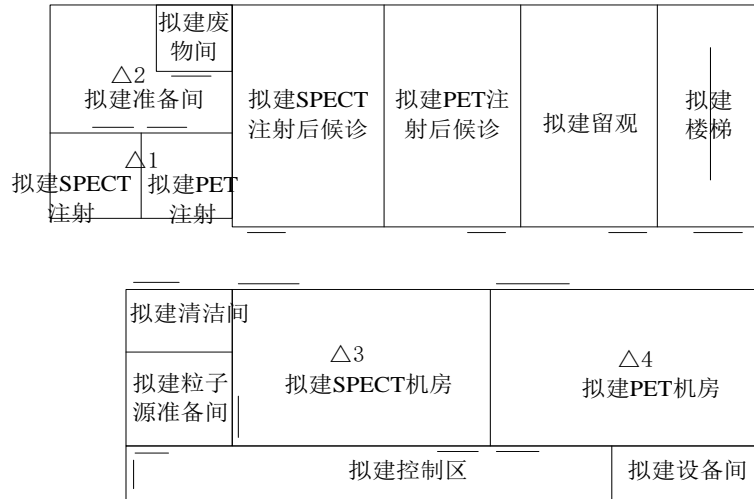 拟建废
物间
△2
拟建准备间
拟建SPECT
注射后候诊
拟建PET注
射后候诊
拟建留观
拟建
楼梯
△1
拟建SPECT
注射
拟建PET
注射
拟建清洁间
△3
拟建SPECT机房
△4
拟建PET机房
拟建粒子
源准备间
拟建控制区
拟建设备间